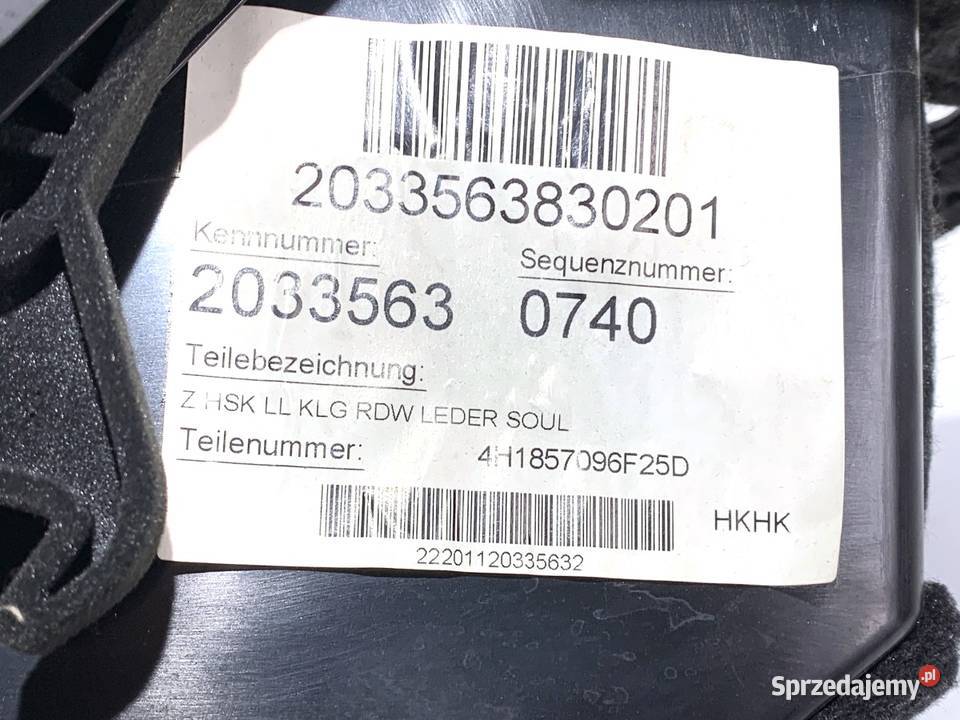 2033563830201
Kennnummer:
Sequenznummer:
2033563 0740
Teilebezeichnung:
Z HSK LL KLG RDW LEDER SOUL
Teilenummer: 4H1857096F25D
HKHK
22201120335632
Sprzedajemy.pl